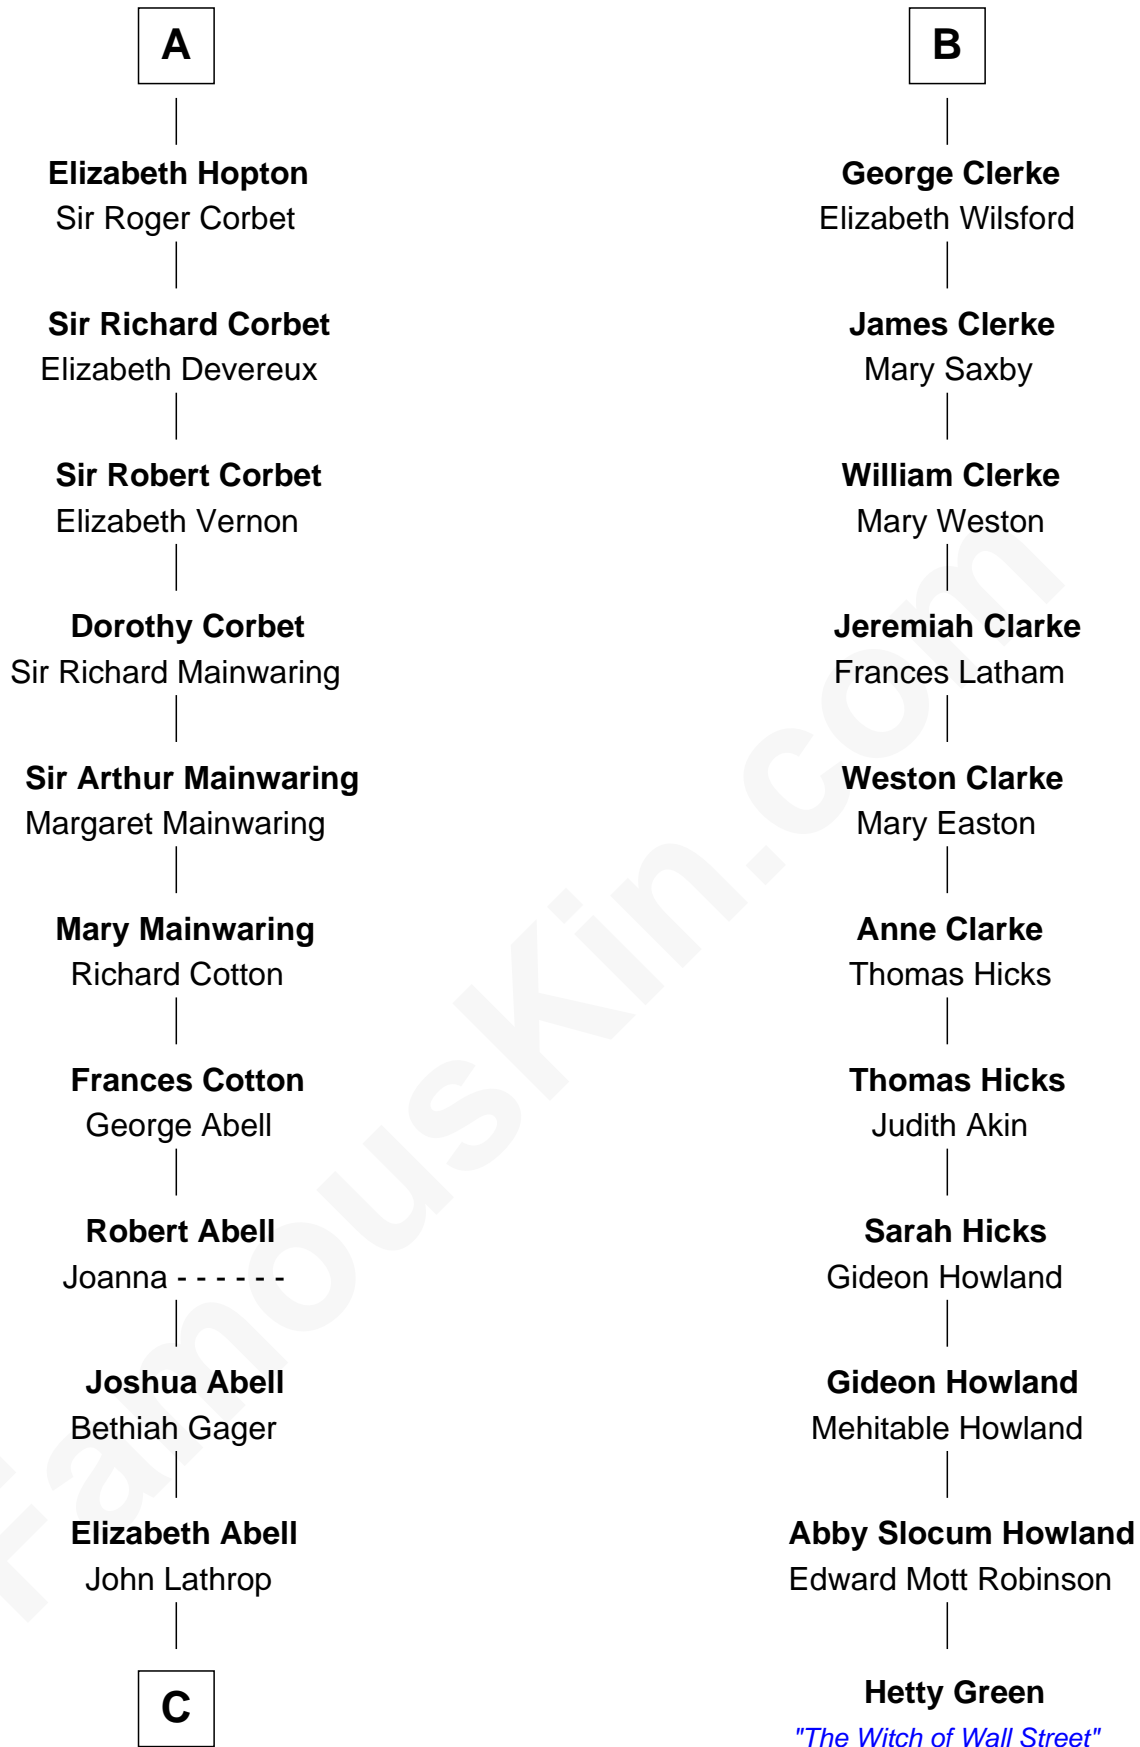 A
Elizabeth Hopton
Sir Roger Corbet
Sir Richard Corbet
Elizabeth Devereux
Sir Robert Corbet
Elizabeth Vernon
Dorothy Corbet
Sir Richard Mainwaring
Sir Arthur Mainwaring
Margaret Mainwaring
Mary Mainwaring
Richard Cotton
Frances Cotton
George Abell
Robert Abell
Joanna - - - - - -
Joshua Abell
Bethiah Gager
Elizabeth Abell
John Lathrop
C
B
George Clerke
Elizabeth Wilsford
James Clerke
Mary Saxby
William Clerke
Mary Weston
Jeremiah Clarke
Frances Latham
Weston Clarke
Mary Easton
Anne Clarke
Thomas Hicks
Thomas Hicks
Judith Akin
Sarah Hicks
Gideon Howland
Gideon Howland
Mehitable Howland
Abby Slocum Howland
Edward Mott Robinson
Hetty Green
"The Witch of Wall Street"
FamousKin.com